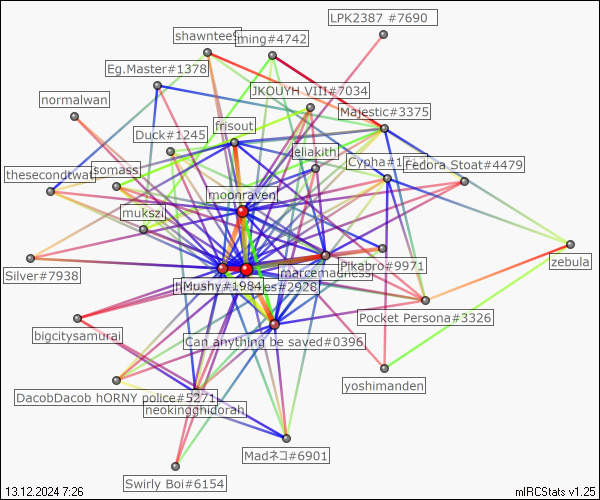 LPK2387 #7690
shawntee
ming#4742
Eg.Master#1378
JKOUYH VIII#7034
normalwan
Majestic#3375
frisout
Duck#1245
eliakith
Cypha#1
Fedora Stoat#4479
isomass
thesecondtwan
moonraven
mukszi
zebula
Pikabro#9971
marcemadness
Silver#7938
Mushy#1984
es#2928
Pocket Persona#3326
bigcitysamurai
Can anything be saved#0396
yoshimanden
DacobDacob hORNY police#5271
neokingghidorah
Madネコ#6901
Swirly Boi#6154
13.12.2024 7:26
mIRCStats v1.25